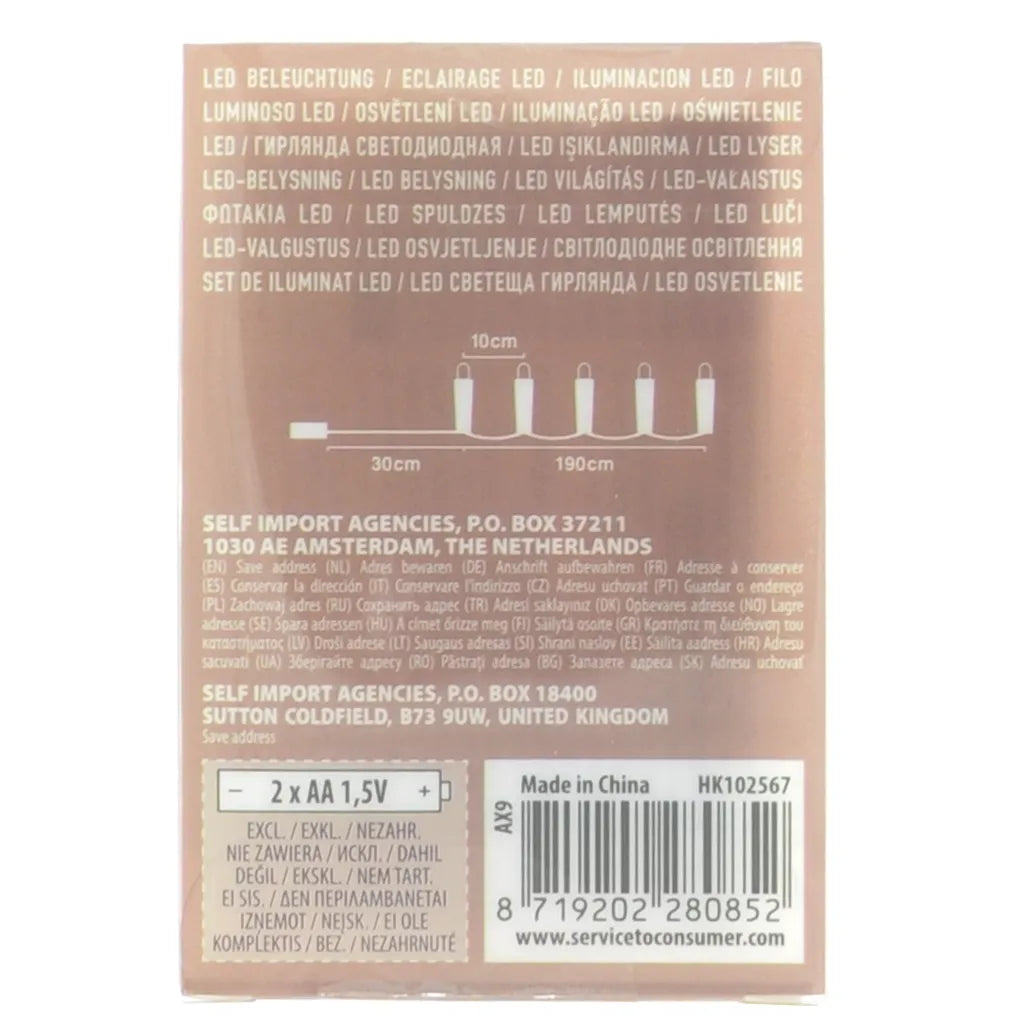 LED BELEUCHTUNG / ECLAIRAGE LED / ILUMINACION LED / FILO
LUMINOSO LED / OSVĚTLENÍ LED / ILUMINAÇÃO LED / OŚWIETLENIE
LED / ГИРЛЯНДА СВЕТОДИОДНАЯ / LED IŞIKLANDIRMA / LED LYSER
LED-BELYSNING / LED BELYSNING / LED VILÁGÍTÁS / LED-VALAISTUS
ΦΩΤΑΚΙΑ LED / LED SPULDZES / LED LEMPUTĖS / LED LUČI
LED-VALGUSTUS / LED OSVJETLJENJE / СВІТЛОДІОДНЕ ОСВІТЛЕННЯ
SET DE ILUMINAT LED / LED СВЕТЕЩА ГИРЛЯНДА / LED OSVETLENIE
10cm
30cm 190cm
SELF IMPORT AGENCIES, P.O. BOX 37211
1030 AE AMSTERDAM, THE NETHERLANDS
(EN) Save address (NL) Adres bewaren (DE) Anschrift aufbewahren (FR) Adresse à conserver
(ES) Conservar la dirección (IT) Conservare l'indirizzo (CZ) Adresu uchovat (PT) Guardar o endereço
(PL) Zachowaj adres (RU) Сохранить адрес (TR) Adresi saklayınız (DK) Opbevares adresse (NO) Lagre
adresse (SE) Spara adressen (HU) A címet őrizze meg (FI) Säilytä osoite (GR) Κρατήστε τη διεύθυνση του
καταστήματος (LV) Droši adrese (LT) Saugaus adresas (SI) Shrani naslov (EE) Säilita aadress (HR) Adresu
sacuvati (UA) Зберігайте адресу (RO) Păstrați adresa (BG) Запазете адреса (SK) Adresu uchovať
SELF IMPORT AGENCIES, P.O. BOX 18400
SUTTON COLDFIELD, B73 9UW, UNITED KINGDOM
Save address
− 2 x AA 1,5V +
EXCL. / EXKL. / NEZAHR.
NIE ZAWIERA / ИСКЛ. / DAHIL
DEĞIL / EKSKL. / NEM TART.
EI SIS. / ΔΕΝ ΠΕΡΙΛΑΜΒΑΝΕΤΑΙ
IZŅEMOT / NEĮSK. / EI OLE
KOMPLEKTIS / BEZ. / NEZAHRNUTÉ
Made in China HK102567
AX9
8 719202 280852
www.servicetoconsumer.com